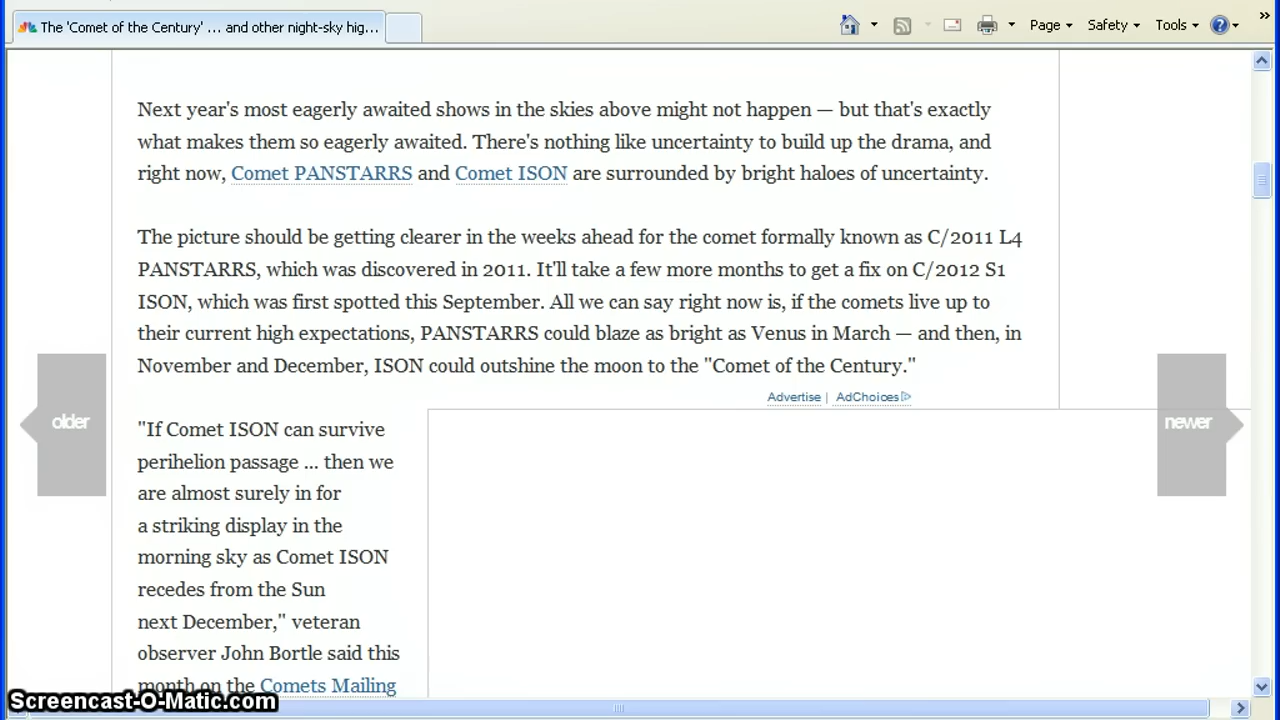 The 'Comet of the Century' ... and other night-sky hig...
Page
Safety
Tools
Next year's most eagerly awaited shows in the skies above might not happen — but that's exactly
what makes them so eagerly awaited. There's nothing like uncertainty to build up the drama, and
right now, Comet PANSTARRS and Comet ISON are surrounded by bright haloes of uncertainty.
The picture should be getting clearer in the weeks ahead for the comet formally known as C/2011 L4
PANSTARRS, which was discovered in 2011. It'll take a few more months to get a fix on C/2012 S1
ISON, which was first spotted this September. All we can say right now is, if the comets live up to
their current high expectations, PANSTARRS could blaze as bright as Venus in March — and then, in
November and December, ISON could outshine the moon to the "Comet of the Century."
Advertise | AdChoices
older
newer
"If Comet ISON can survive
perihelion passage ... then we
are almost surely in for
a striking display in the
morning sky as Comet ISON
recedes from the Sun
next December," veteran
observer John Bortle said this
month on the Comets Mailing
Screencast-O-Matic.com